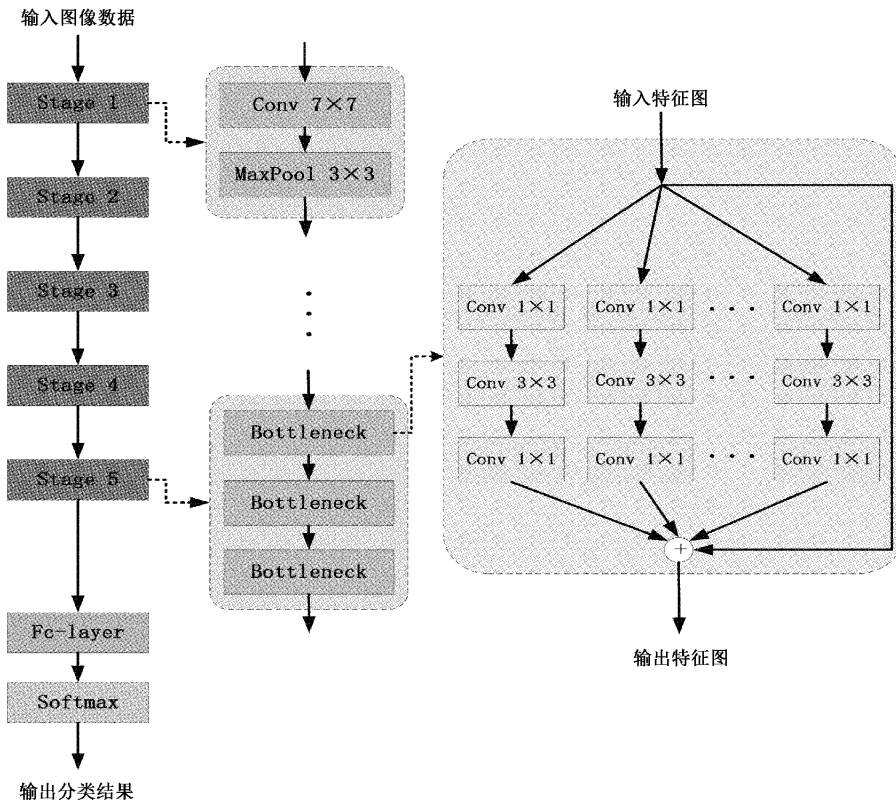 输入图像数据
Stage 1
Stage 2
Stage 3
Stage 4
Stage 5
Fc-layer
Softmax
输出分类结果
Conv 7×7
MaxPool 3×3
Bottleneck
Bottleneck
Bottleneck
输入特征图
Conv 1×1 Conv 1×1 ··· Conv 1×1
Conv 3×3 Conv 3×3 ··· Conv 3×3
Conv 1×1 Conv 1×1 ··· Conv 1×1
+
输出特征图